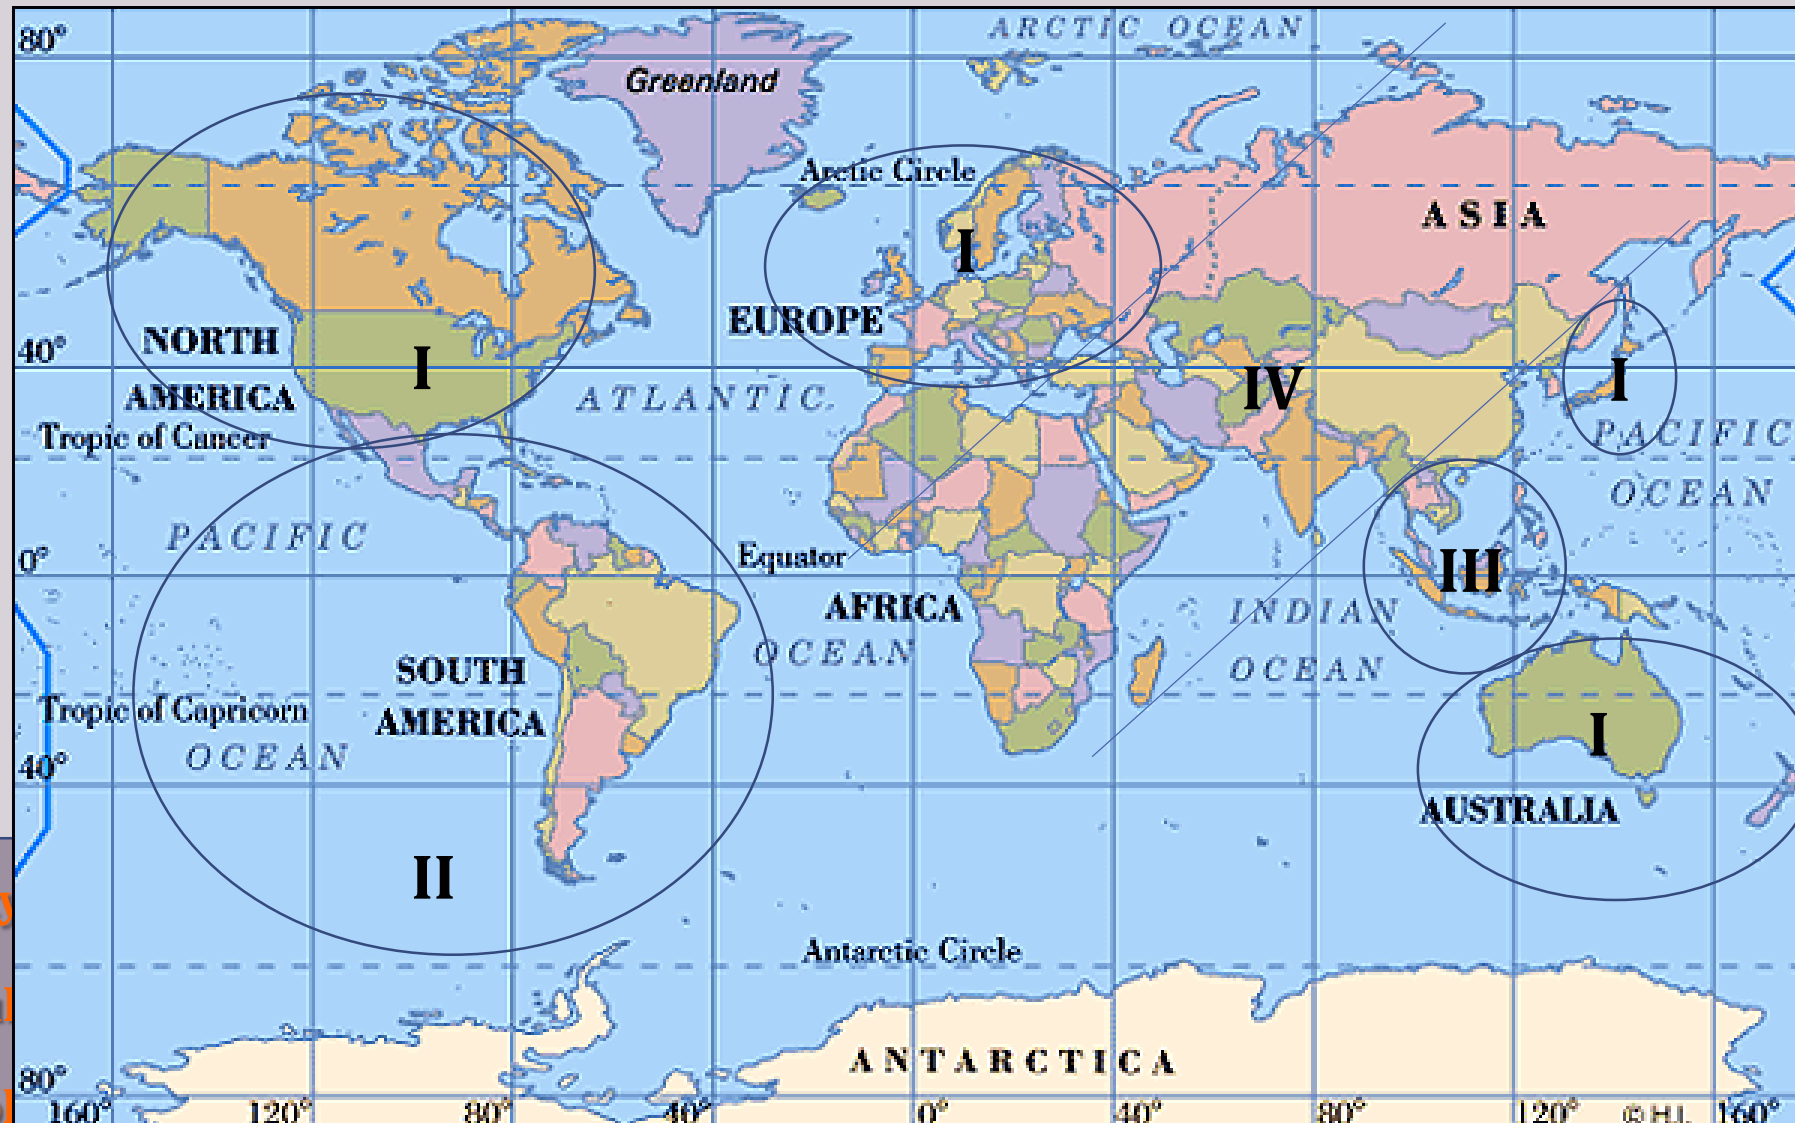 80°
ARCTIC OCEAN
Greenland
Arctic Circle
ASIA
I
EUROPE
NORTH
40°
I
IV
I
AMERICA
ATLANTIC
Tropic of Cancer
PACIFIC
OCEAN
PACIFIC
0°
Equator
III
AFRICA
INDIAN
OCEAN
OCEAN
SOUTH
Tropic of Capricorn
AMERICA
I
OCEAN
40°
AUSTRALIA
II
Antarctic Circle
ANTARCTICA
80°
160° 120° 80° 40° 0° 40° 80° 120° © H.I. 160°